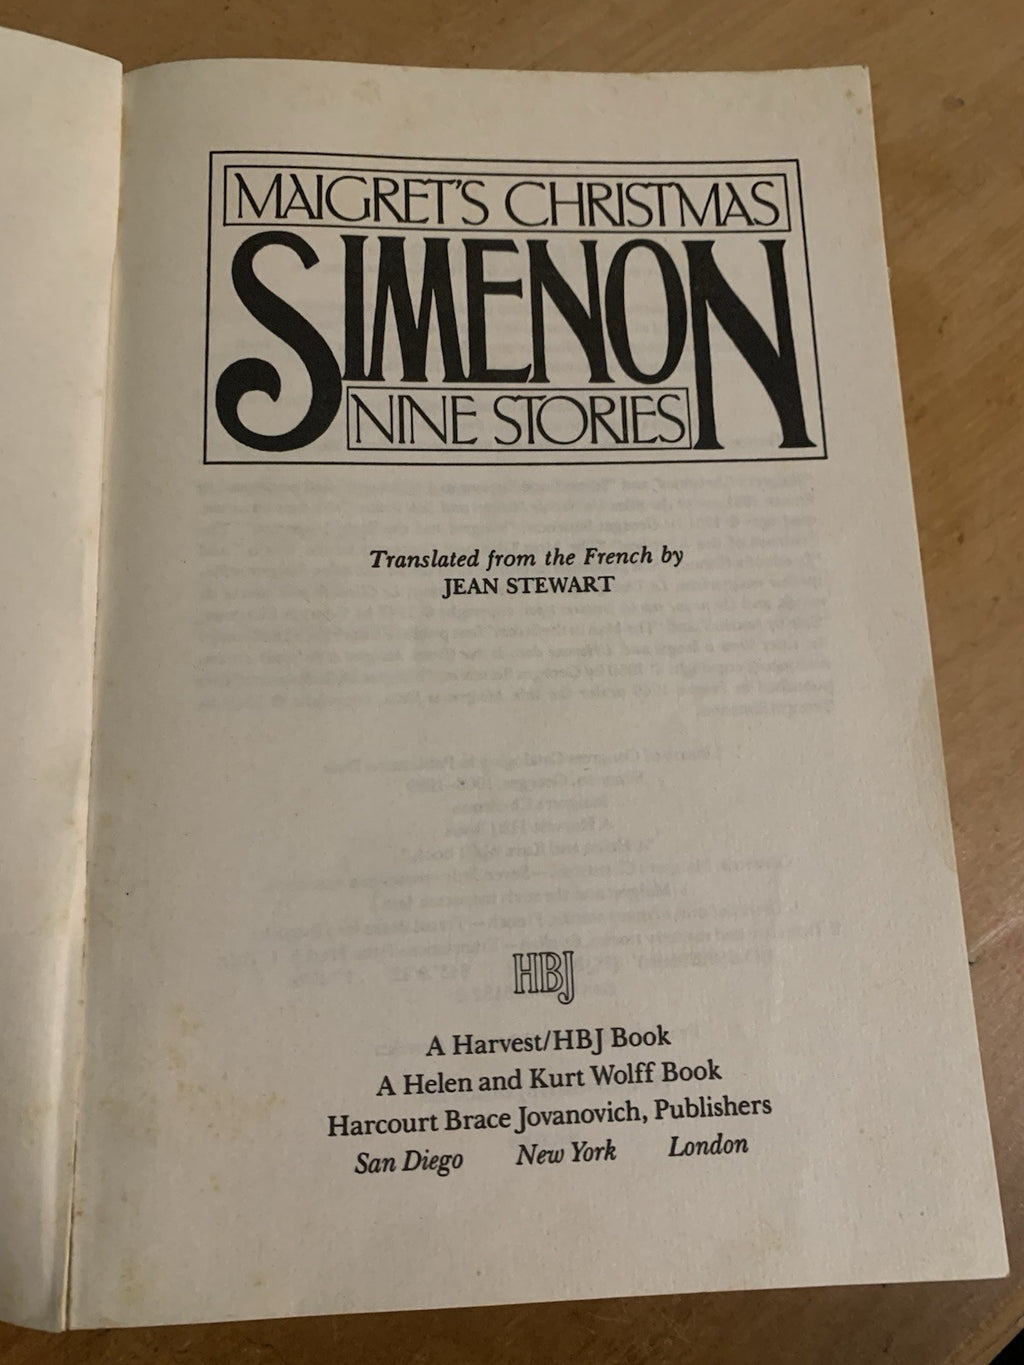 MAIGRET'S CHRISTMAS
SIMENON
NINE STORIES
Translated from the French by
JEAN STEWART
HBJ
A Harvest/HBJ Book
A Helen and Kurt Wolff Book
Harcourt Brace Jovanovich, Publishers
San Diego New York London